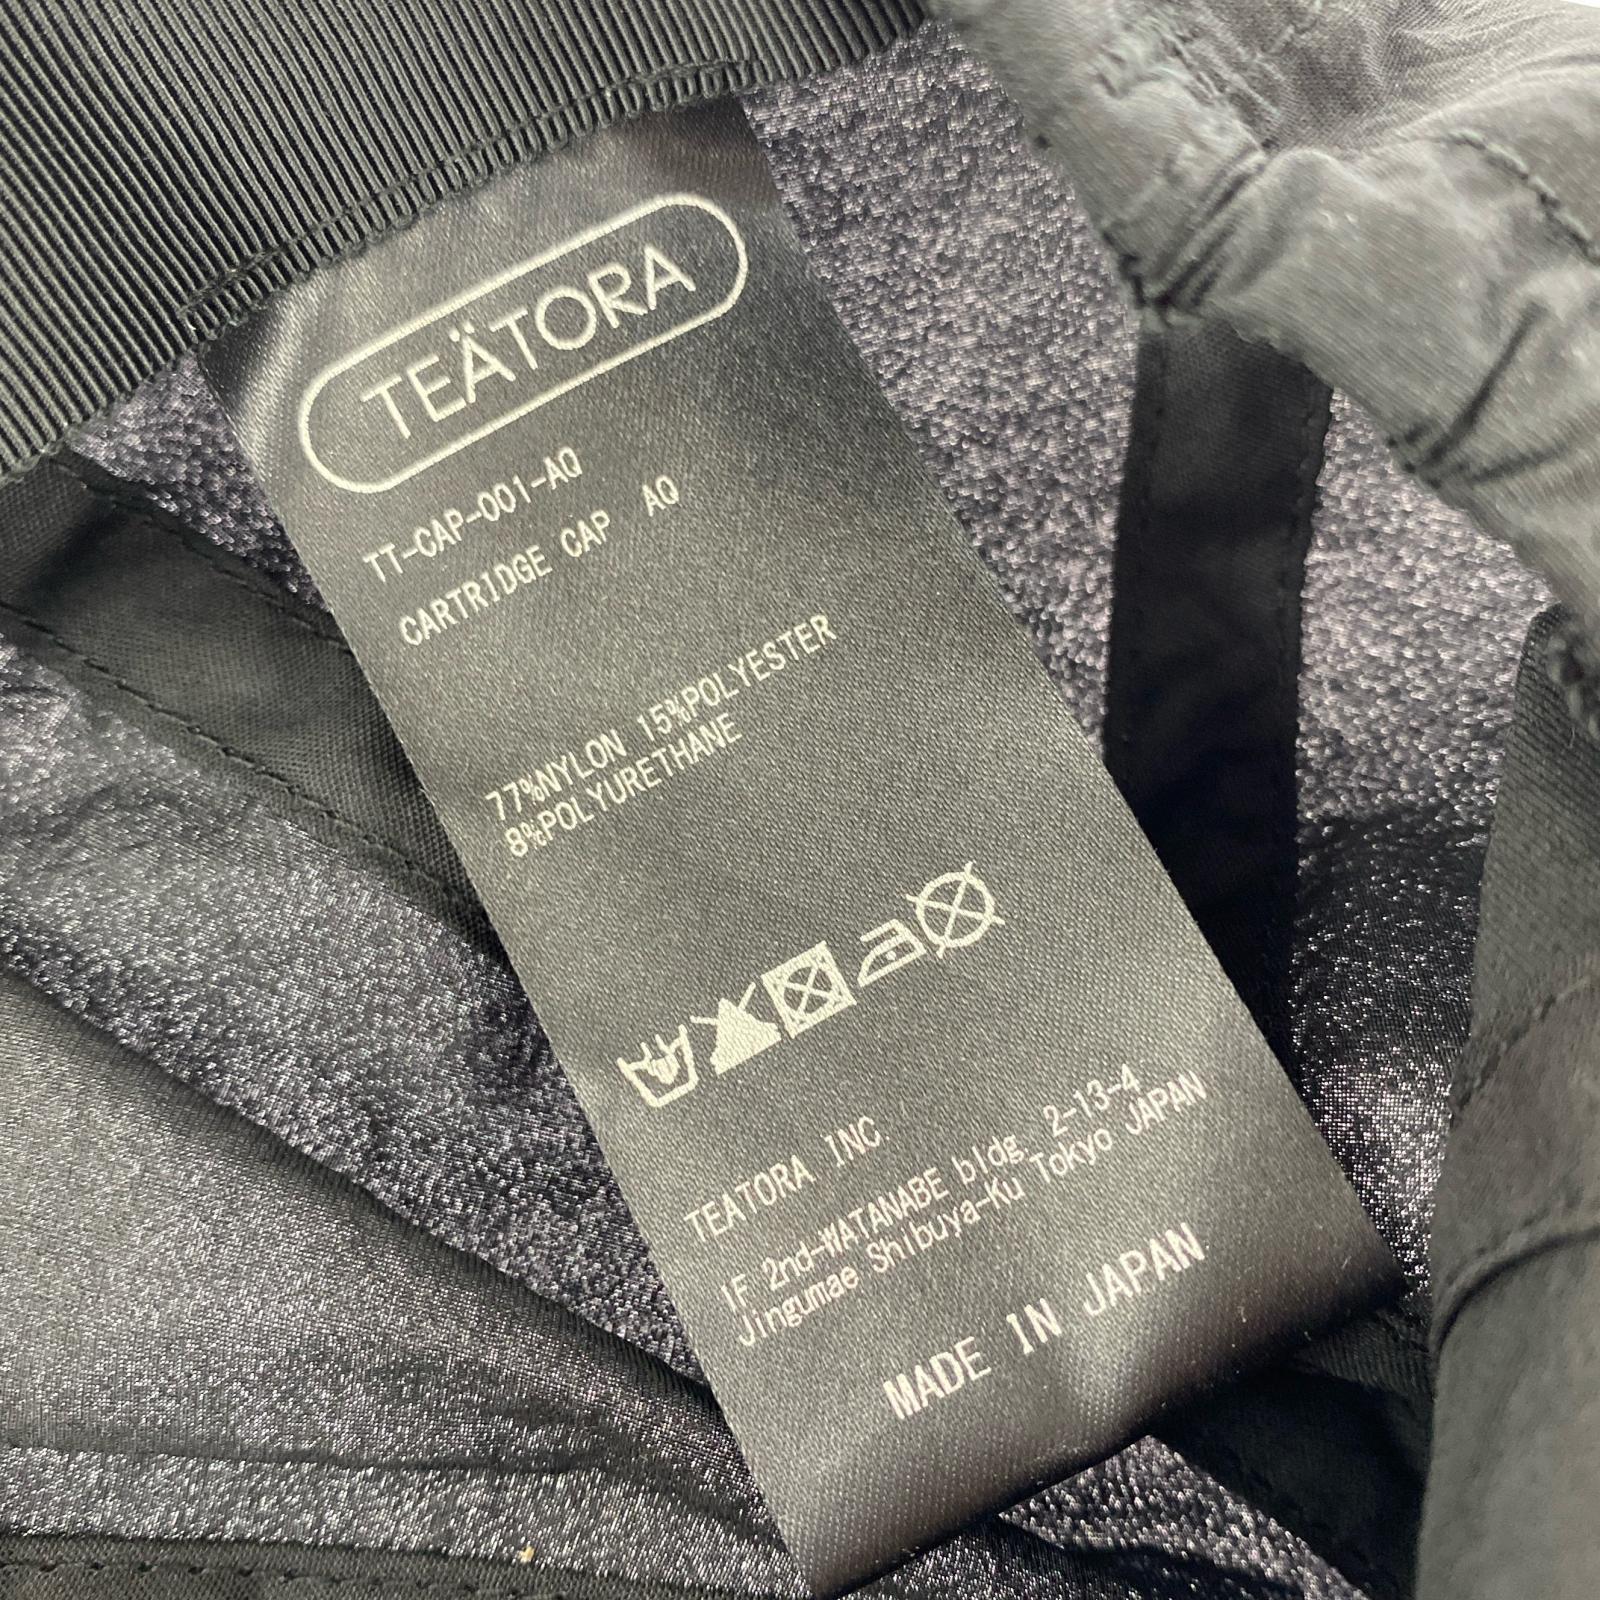 TEÄTORA
TT-CAP-001-AQ
CARTRIDGE CAP AQ
77%NYLON 15%POLYESTER
8%POLYURETHANE
TEATORA INC.
1F 2nd-WATANABE bldg. 2-13-4
Jingumae Shibuya-Ku Tokyo JAPAN
MADE IN JAPAN